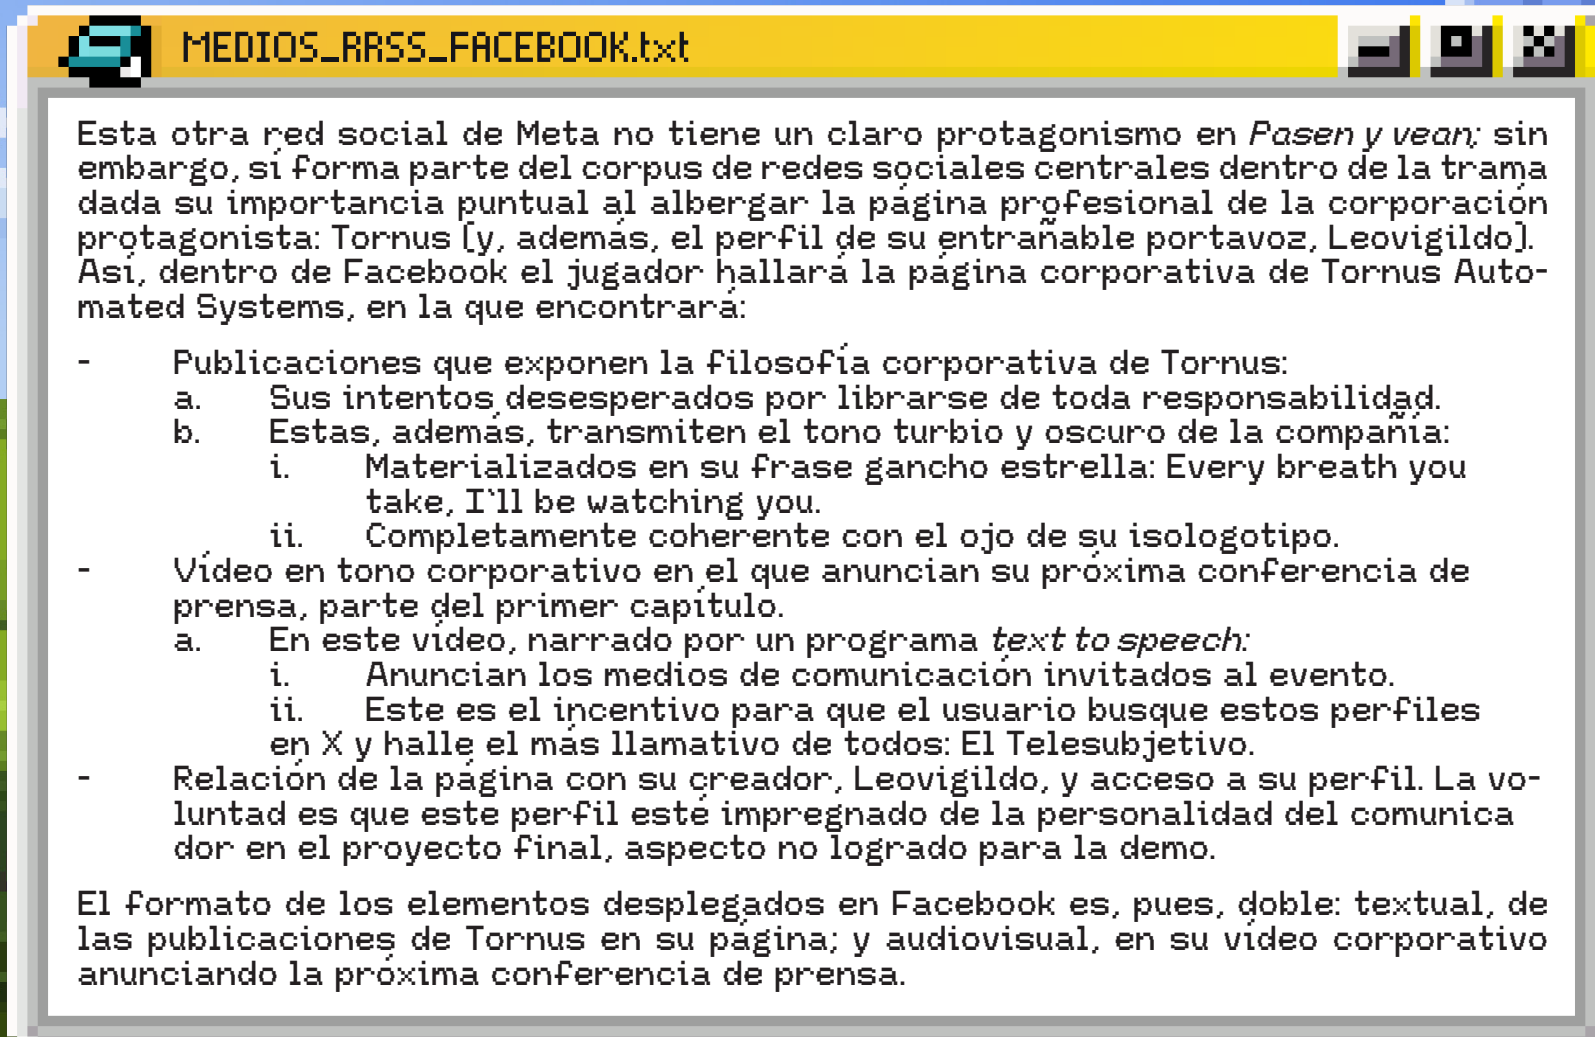 MEDIOS_RRSS_FACEBOOK.txt
Esta otra red social de Meta no tiene un claro protagonismo en Pasen y vean; sin
embargo, sí forma parte del corpus de redes sociales centrales dentro de la trama
dada su importancia puntual al albergar la página profesional de la corporación
protagonista: Tornus (y, además, el perfil de su entrañable portavoz, Leovigildo).
Así, dentro de Facebook el jugador hallará la página corporativa de Tornus Auto-
mated Systems, en la que encontrará:
- Publicaciones que exponen la filosofía corporativa de Tornus:
a. Sus intentos desesperados por librarse de toda responsabilidad.
b. Estas, además, transmiten el tono turbio y oscuro de la compañía:
i. Materializados en su frase gancho estrella: Every breath you
take, I`ll be watching you.
ii. Completamente coherente con el ojo de su isologotipo.
- Vídeo en tono corporativo en el que anuncian su próxima conferencia de
prensa, parte del primer capítulo.
a. En este vídeo, narrado por un programa text to speech:
i. Anuncian los medios de comunicación invitados al evento.
ii. Este es el incentivo para que el usuario busque estos perfiles
en X y halle el más llamativo de todos: El Telesubjetivo.
- Relación de la página con su creador, Leovigildo, y acceso a su perfil. La vo-
luntad es que este perfil esté impregnado de la personalidad del comunica
dor en el proyecto final, aspecto no logrado para la demo.
El formato de los elementos desplegados en Facebook es, pues, doble: textual, de
las publicaciones de Tornus en su página; y audiovisual, en su vídeo corporativo
anunciando la próxima conferencia de prensa.